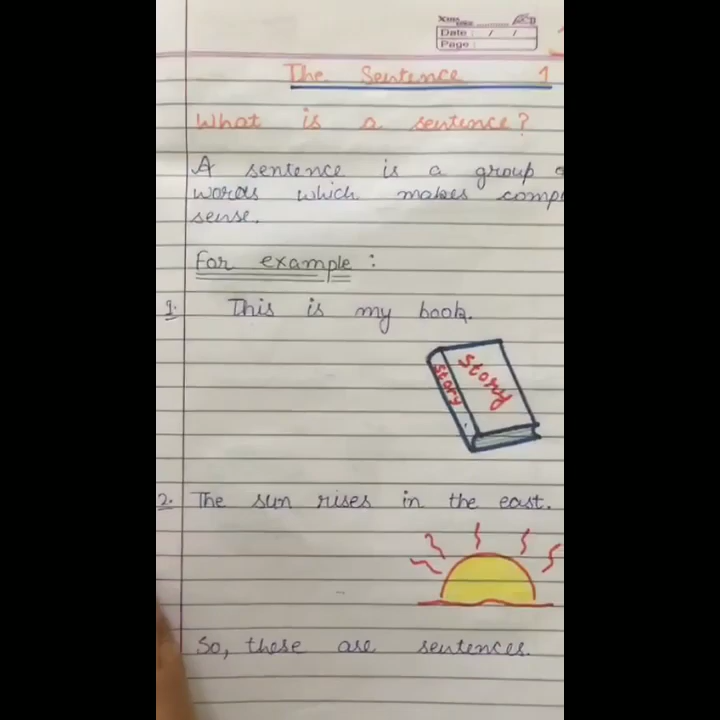 Date : / /
Page :
The Sentence 1
What is a sentence?
A sentence is a group
words which makes
sense.
For example :
1. This is my book.
Story
Story
2. The sun rises in the east.
So, these are sentences.